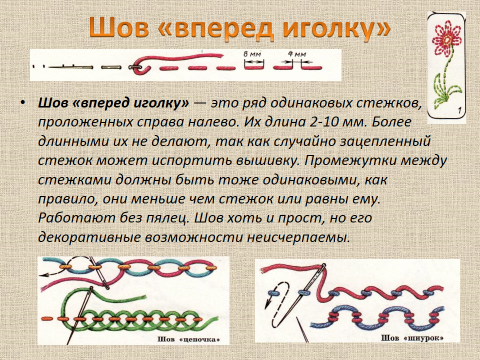 Шов «вперед иголку»
8 мм 4 мм
1
• Шов «вперед иголку» — это ряд одинаковых стежков,
проложенных справа налево. Их длина 2-10 мм. Более
длинными их не делают, так как случайно зацепленный
стежок может испортить вышивку. Промежутки между
стежками должны быть тоже одинаковыми, как
правило, они меньше чем стежок или равны ему.
Работают без пялец. Шов хоть и прост, но его
декоративные возможности неисчерпаемы.
Шов „цепочка“
Шов „шнурок“